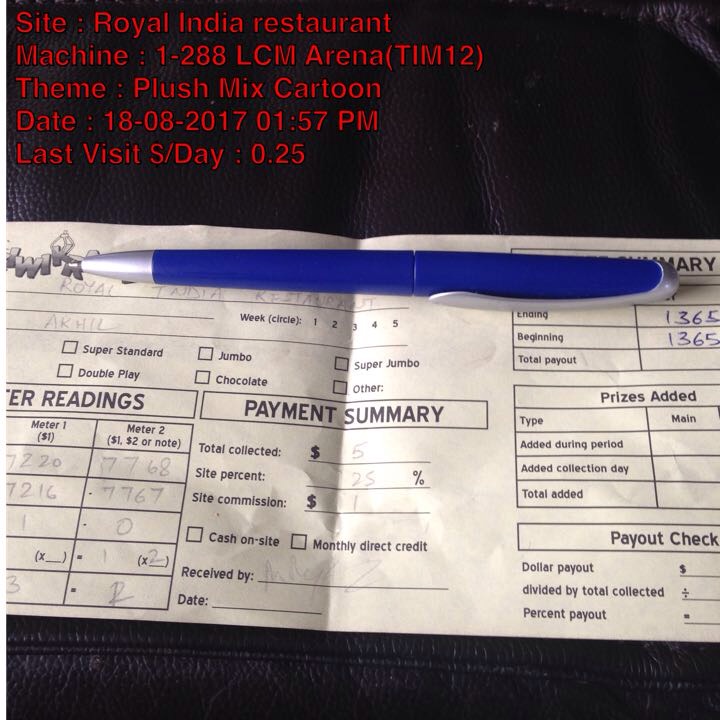 Site : Royal India restaurant
Machine : 1-288 LCM Arena(TIM12)
Theme : Plush Mix Cartoon
Date : 18-08-2017 01:57 PM
Last Visit $/Day : 0.25
ROYAL INDIA RESTAURANT
AKHIL
Week (circle): 1 2 3 4 5
Super Standard
Jumbo
Super Jumbo
Double Play
Chocolate
Other:
ER READINGS
Meter 1 ($1)
Meter 2 ($1, $2 or note)
7220 7768
7216 - 7767
1 - 0
(x__) = 1 (x2)
3 = 2
PAYMENT SUMMARY
Total collected: $ 5
Site percent: 25 %
Site commission: $ 1
Cash on-site
Monthly direct credit
Received by:
Date:
MARY
Ending 1365
Beginning 1365
Total payout
Prizes Added
Type Main
Added during period
Added collection day
Total added
Payout Check
Dollar payout $
divided by total collected ÷
Percent payout =